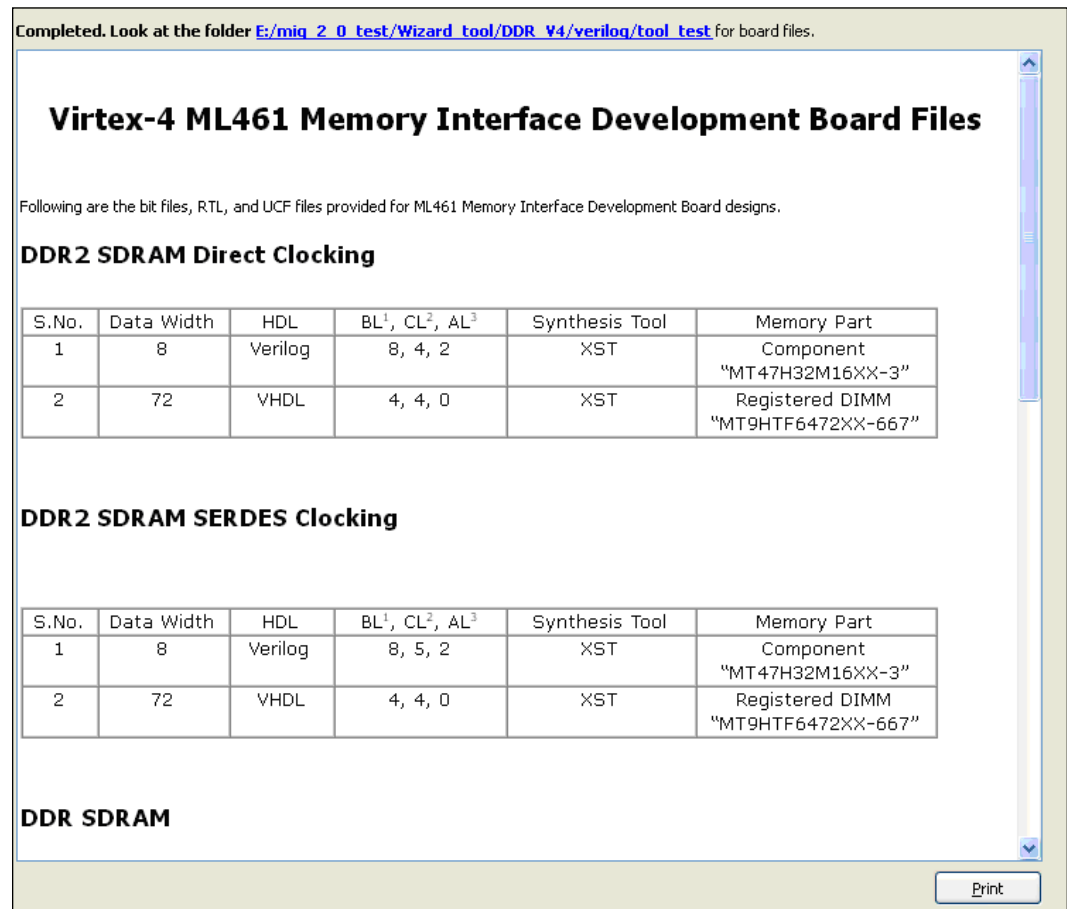 Completed. Look at the folder E:/mig_2_0_test/Wizard_tool/DDR_V4/verilog/tool_test for board files.
Virtex-4 ML461 Memory Interface Development Board Files
Following are the bit files, RTL, and UCF files provided for ML461 Memory Interface Development Board designs.
DDR2 SDRAM Direct Clocking
S.No. Data Width HDL BL¹, CL², AL³ Synthesis Tool Memory Part
1 8 Verilog 8, 4, 2 XST Component
“MT47H32M16XX-3”
2 72 VHDL 4, 4, 0 XST Registered DIMM
“MT9HTF6472XX-667”
DDR2 SDRAM SERDES Clocking
S.No. Data Width HDL BL¹, CL², AL³ Synthesis Tool Memory Part
1 8 Verilog 8, 5, 2 XST Component
“MT47H32M16XX-3”
2 72 VHDL 4, 4, 0 XST Registered DIMM
“MT9HTF6472XX-667”
DDR SDRAM
Print